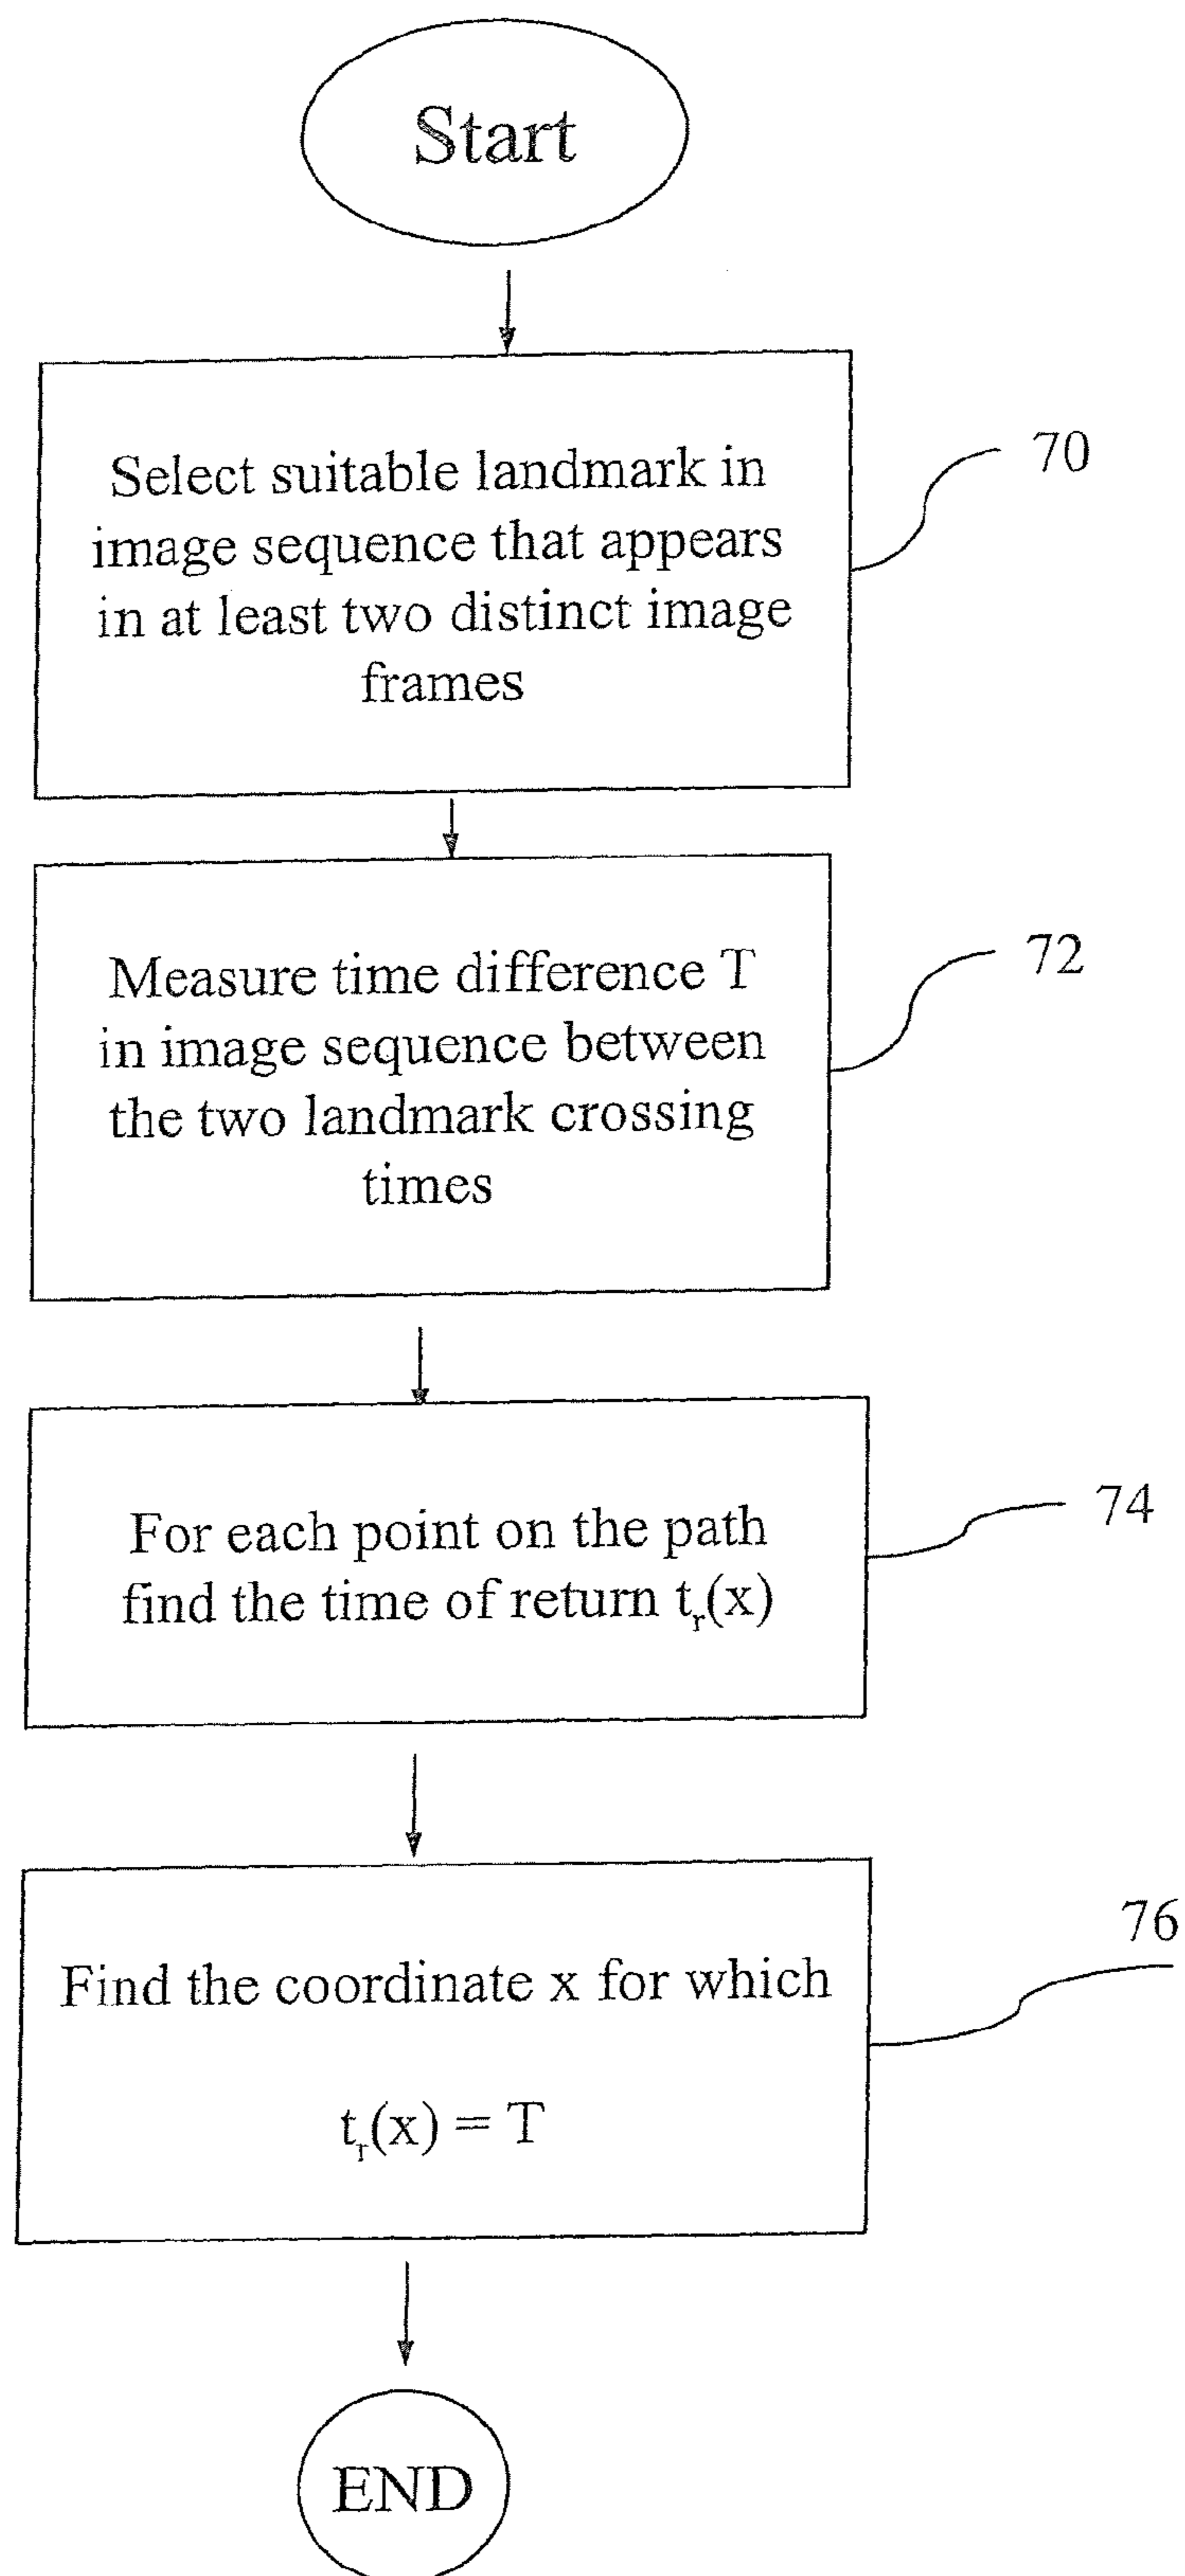 Start
Select suitable landmark in
image sequence that appears
in at least two distinct image
frames
70
Measure time difference T
in image sequence between
the two landmark crossing
times
72
For each point on the path
find the time of return tᵣ(x)
74
Find the coordinate x for which
tᵣ(x) = T
76
END